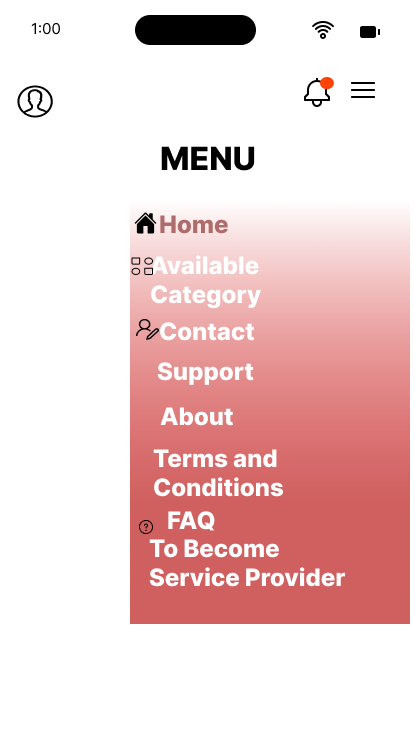 1:00
MENU
Home
Available
Category
Contact
Support
About
Terms and
Conditions
FAQ
To Become
Service Provider